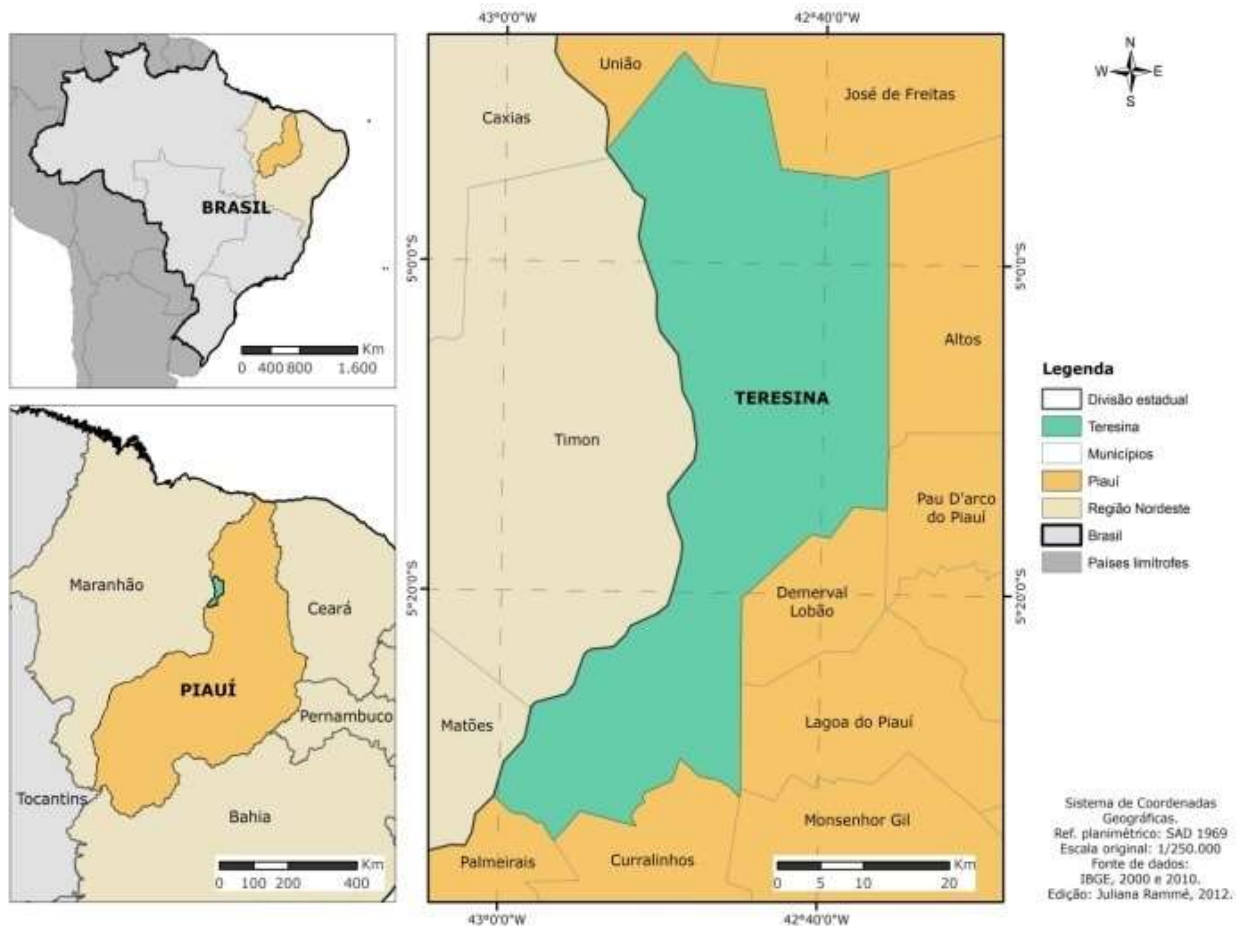 BRASIL
Km
0 400 800 1.600
Maranhão
Ceará
PIAUÍ
Pernambuco
Tocantins
Bahia
Km
0 100 200 400
43°0'0"W
42°40'0"W
União
José de Freitas
Caxias
5°0'0"S
5°0'0"S
Altos
TERESINA
Timon
Pau D'arco
do Piauí
5°20'0"S
5°20'0"S
Demerval
Lobão
Lagoa do Piauí
Matões
Monsenhor Gil
Palmeirais
Curralinhos
Km
0 5 10 20
43°0'0"W
42°40'0"W
N
W E
S
Legenda
Divisão estadual
Teresina
Municípios
Piauí
Região Nordeste
Brasil
Países limítrofes
Sistema de Coordenadas
Geográficas.
Ref. planimétrico: SAD 1969
Escala original: 1/250.000
Fonte de dados:
IBGE, 2000 e 2010.
Edição: Juliana Rammé, 2012.